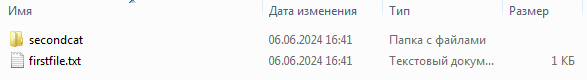 Имя Дата изменения Тип Размер
secondcat 06.06.2024 16:41 Папка с файлами
firstfile.txt 06.06.2024 16:41 Текстовый докум... 1 КБ